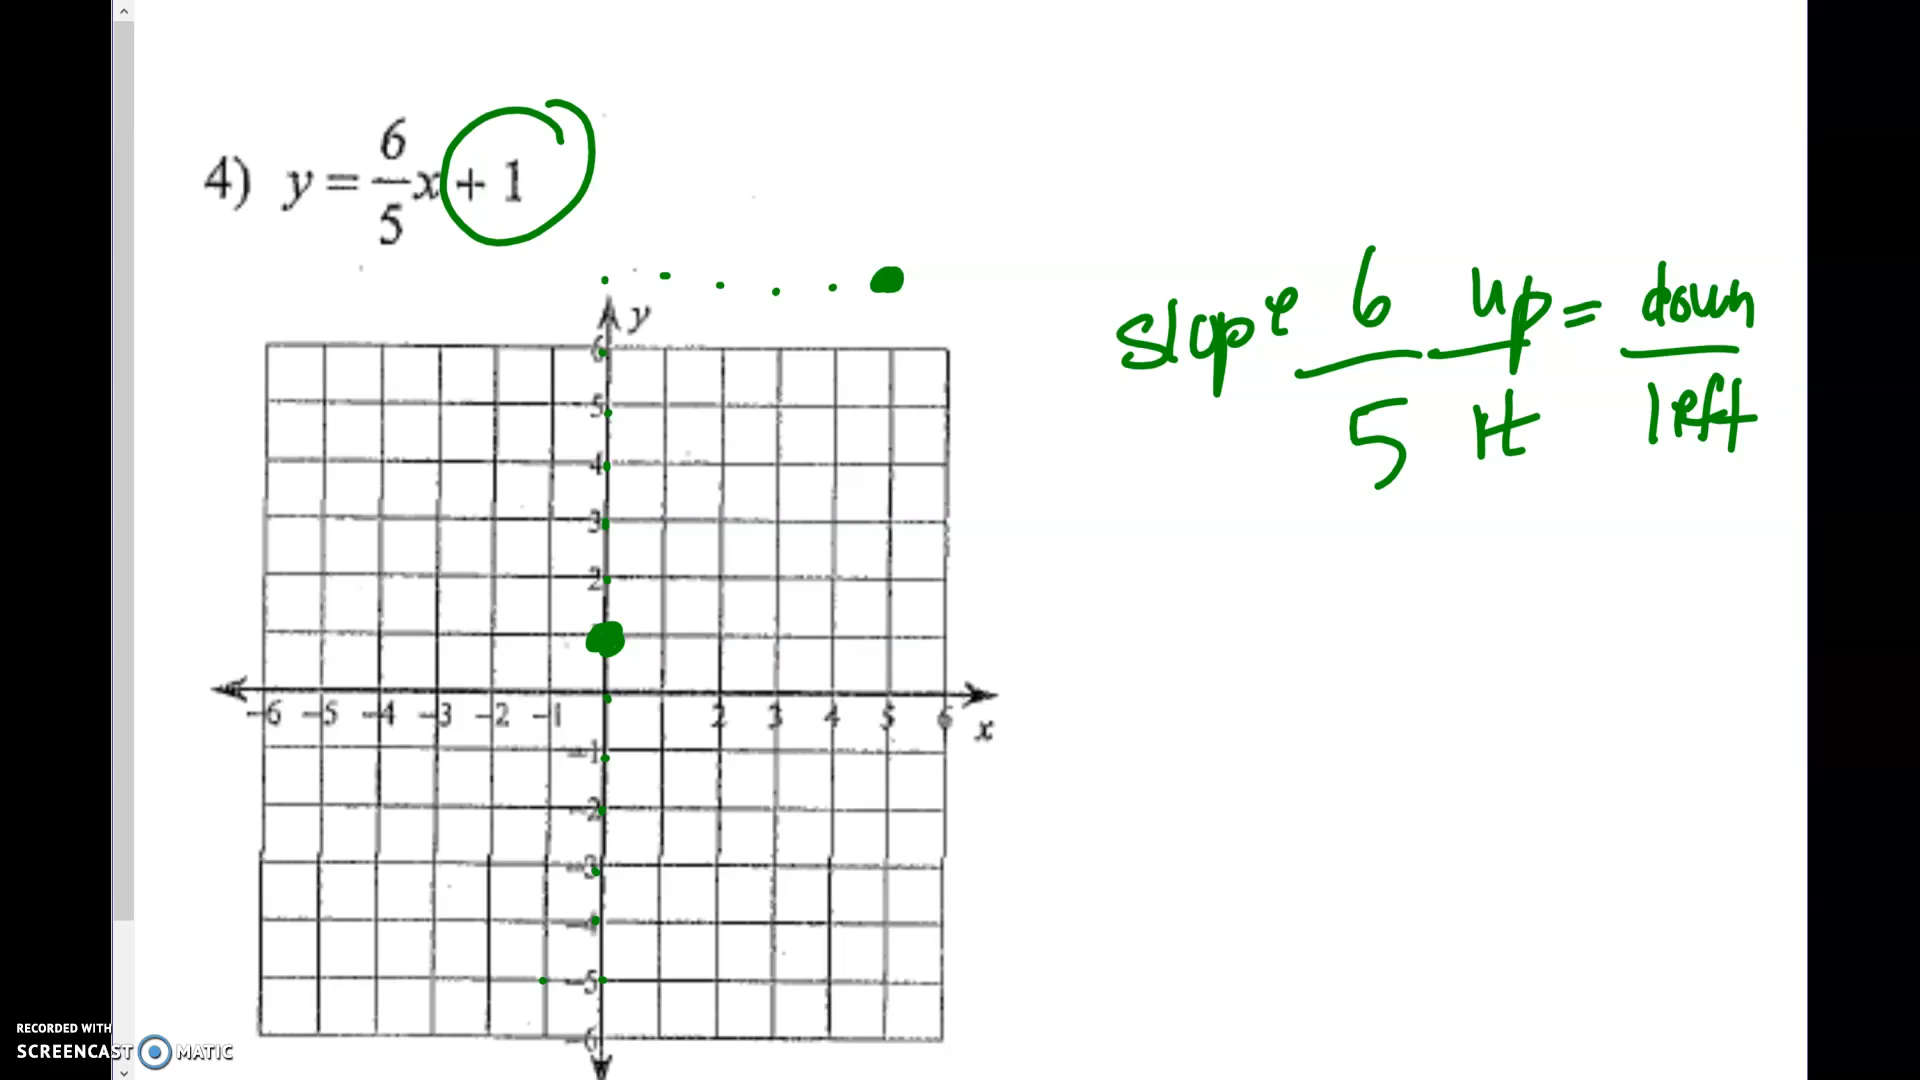 4) y = 6/5 x + 1
slope 6/5 up/rt = down/left
y
6
5
4
3
2
-6 -5 -4 -3 -2 -1 2 3 4 5 6
x
-1
-2
-3
-4
-5
-6
RECORDED WITH
SCREENCAST MATIC